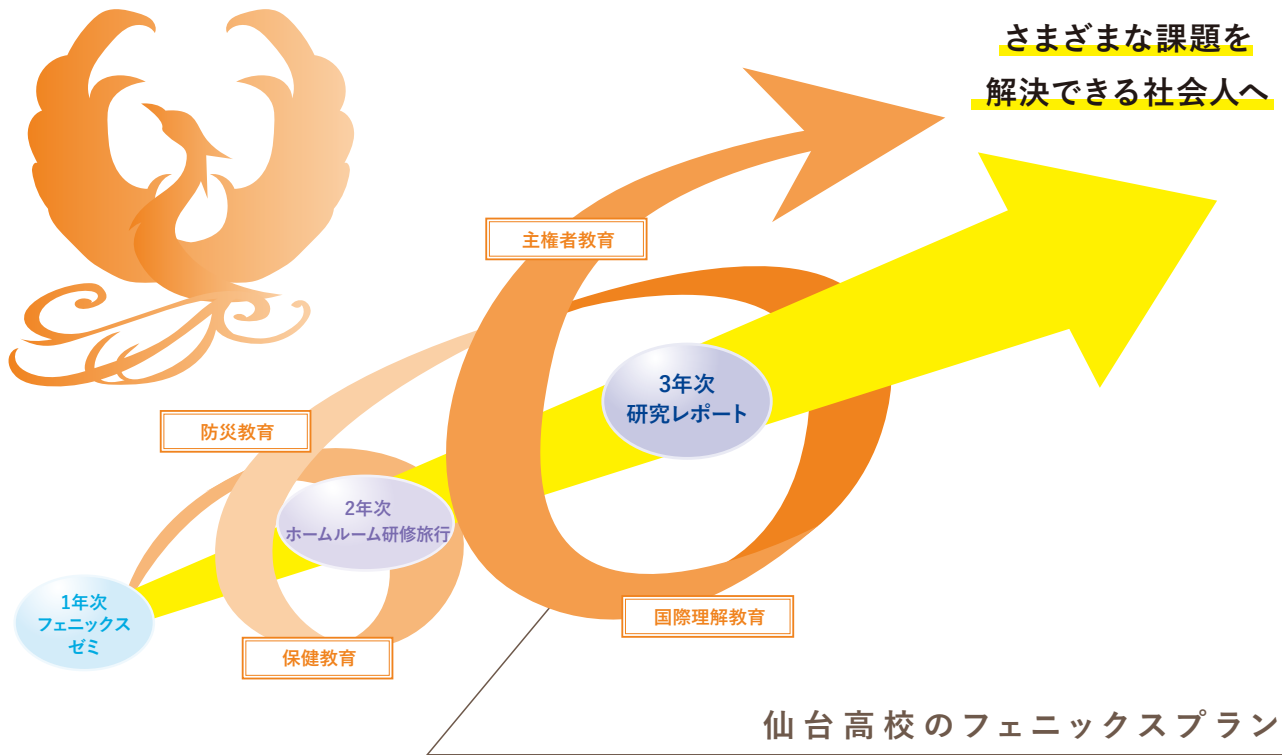 さまざまな課題を
解決できる社会人へ
主権者教育
3年次
研究レポート
防災教育
2年次
ホームルーム研修旅行
1年次
フェニックス
ゼミ
国際理解教育
保健教育
仙台高校のフェニックスプラン